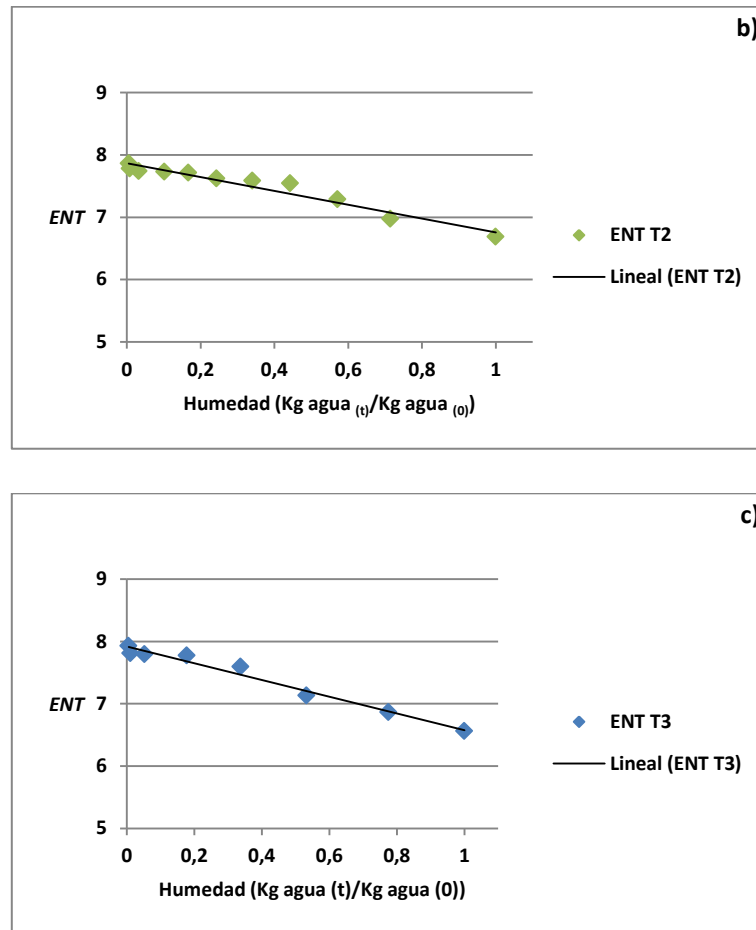 b)
9
8
7
6
5
ENT
0 0,2 0,4 0,6 0,8 1
Humedad (Kg agua (t)/Kg agua (0))
ENT T2
Lineal (ENT T2)
c)
9
8
7
6
5
ENT
0 0,2 0,4 0,6 0,8 1
Humedad (Kg agua (t)/Kg agua (0))
ENT T3
Lineal (ENT T3)